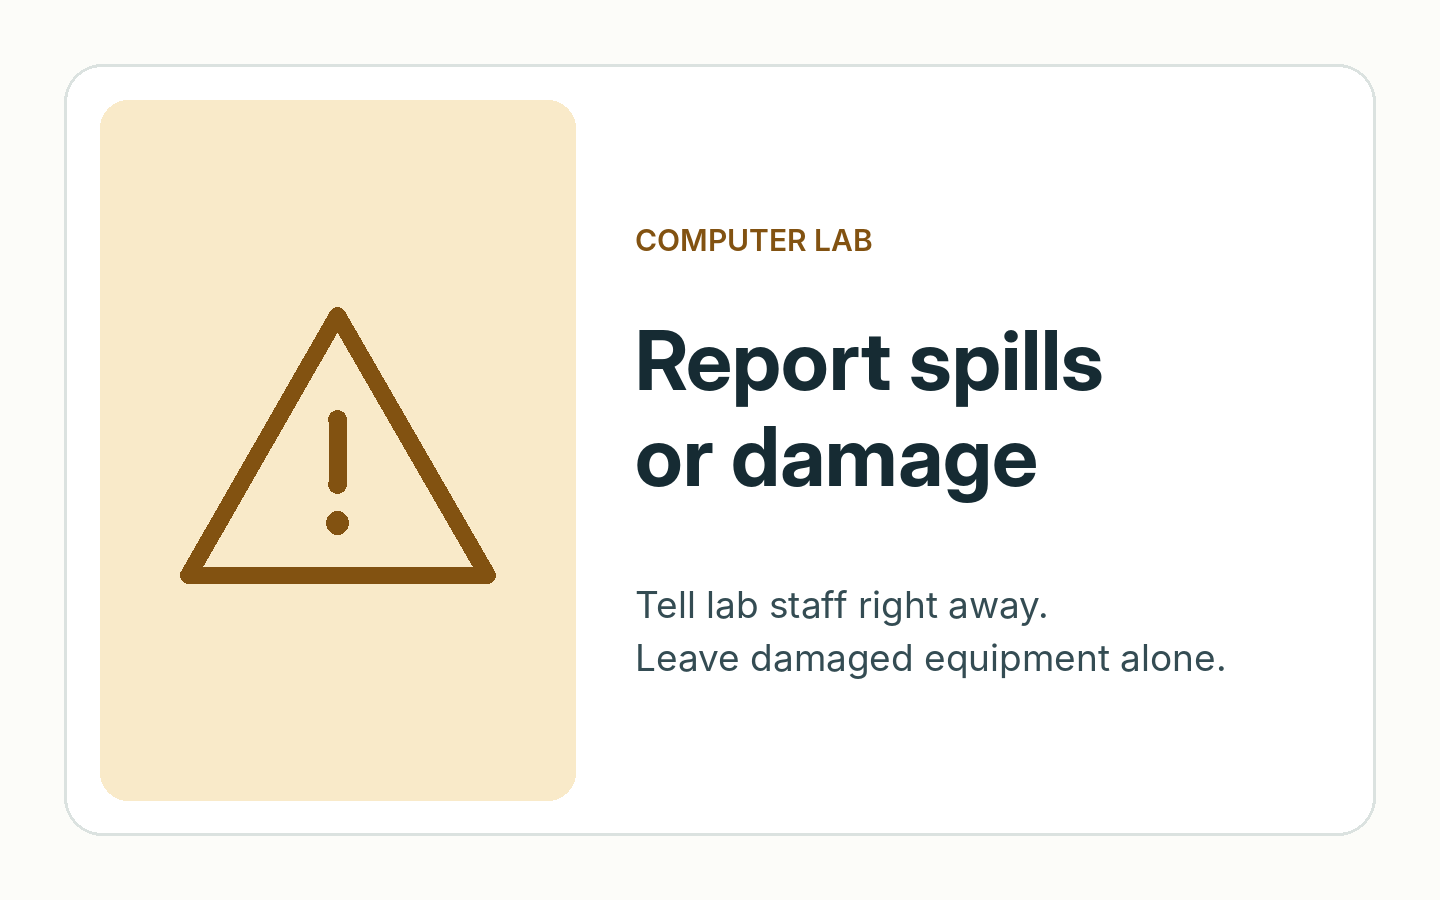 COMPUTER LAB
Report spills
or damage
Tell lab staff right away.
Leave damaged equipment alone.